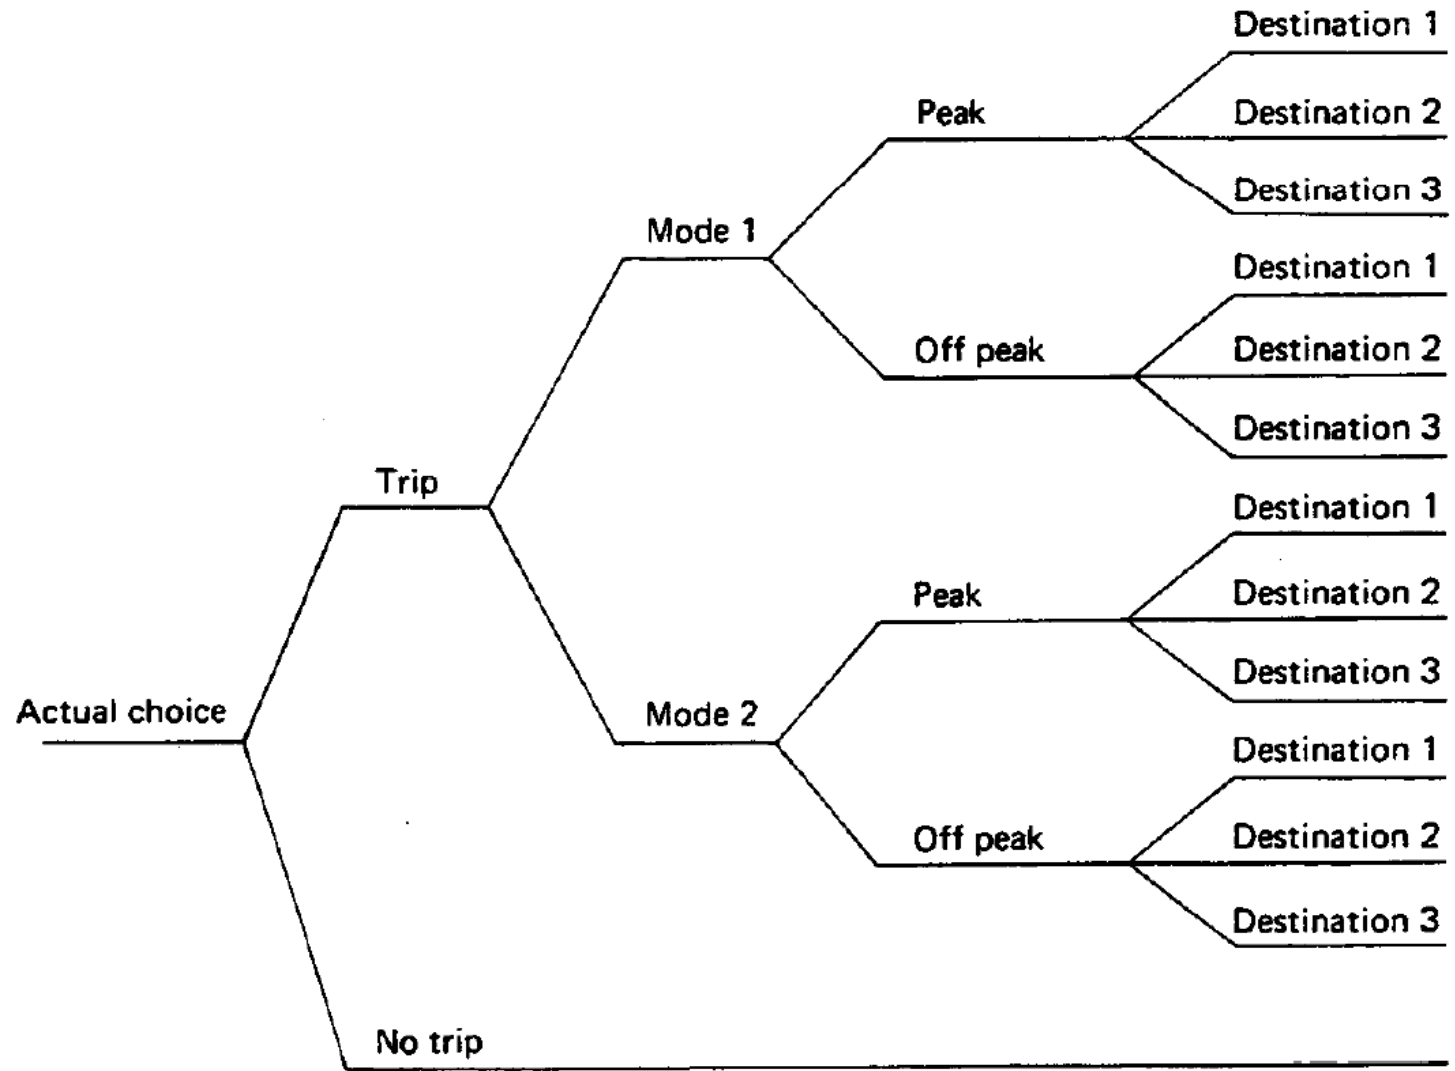 Destination 1
Peak
Destination 2
Destination 3
Mode 1
Destination 1
Off peak
Destination 2
Destination 3
Trip
Destination 1
Peak
Destination 2
Destination 3
Actual choice
Mode 2
Destination 1
Off peak
Destination 2
Destination 3
No trip